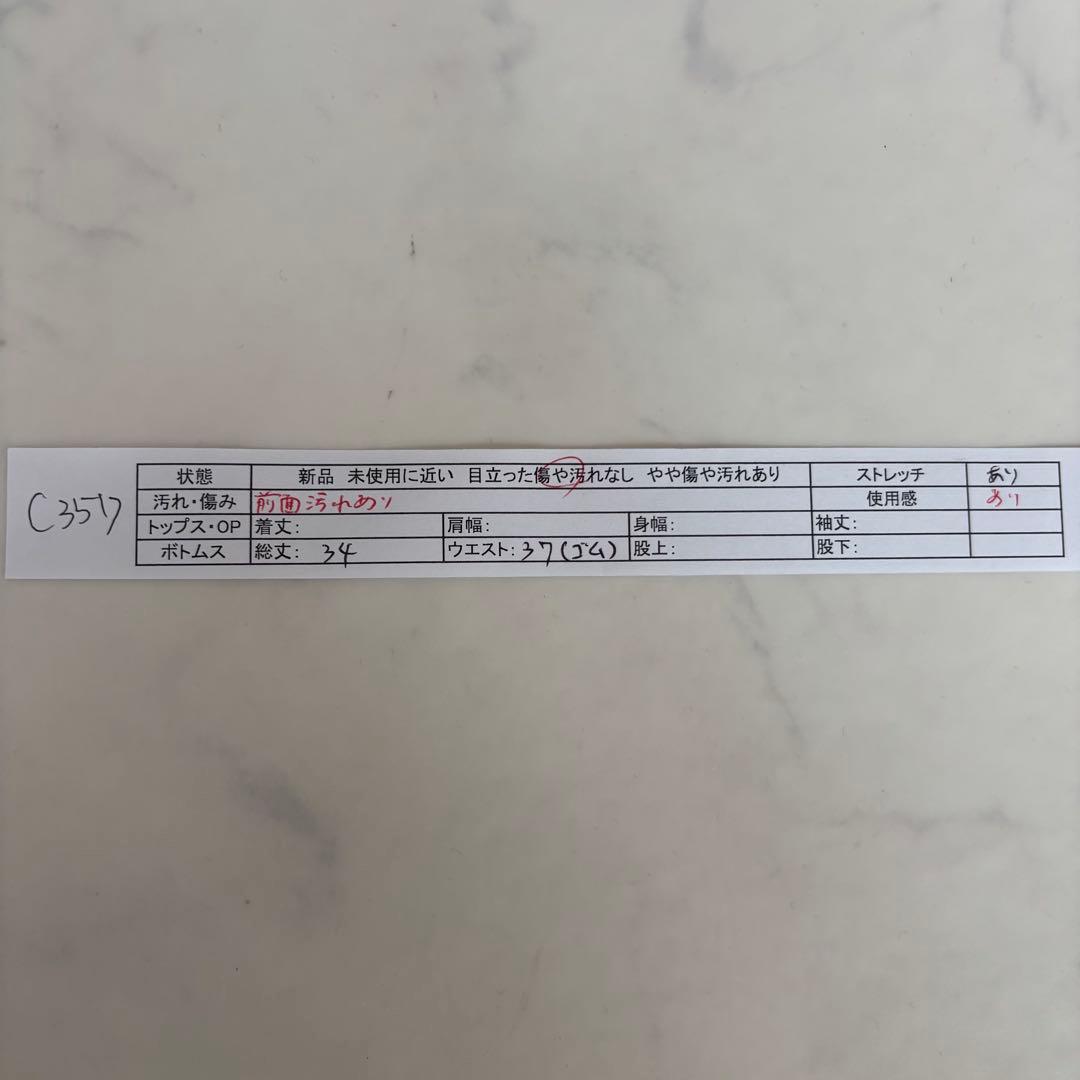 C357)
状態 新品 未使用に近い 目立った傷や汚れなし やや傷や汚れあり ストレッチ あり
汚れ・傷み 前面汚れあり 使用感 あり
トップス・OP 着丈: 肩幅: 身幅: 袖丈:
ボトムス 総丈: 34 ウエスト: 37(ゴム) 股上: 股下: